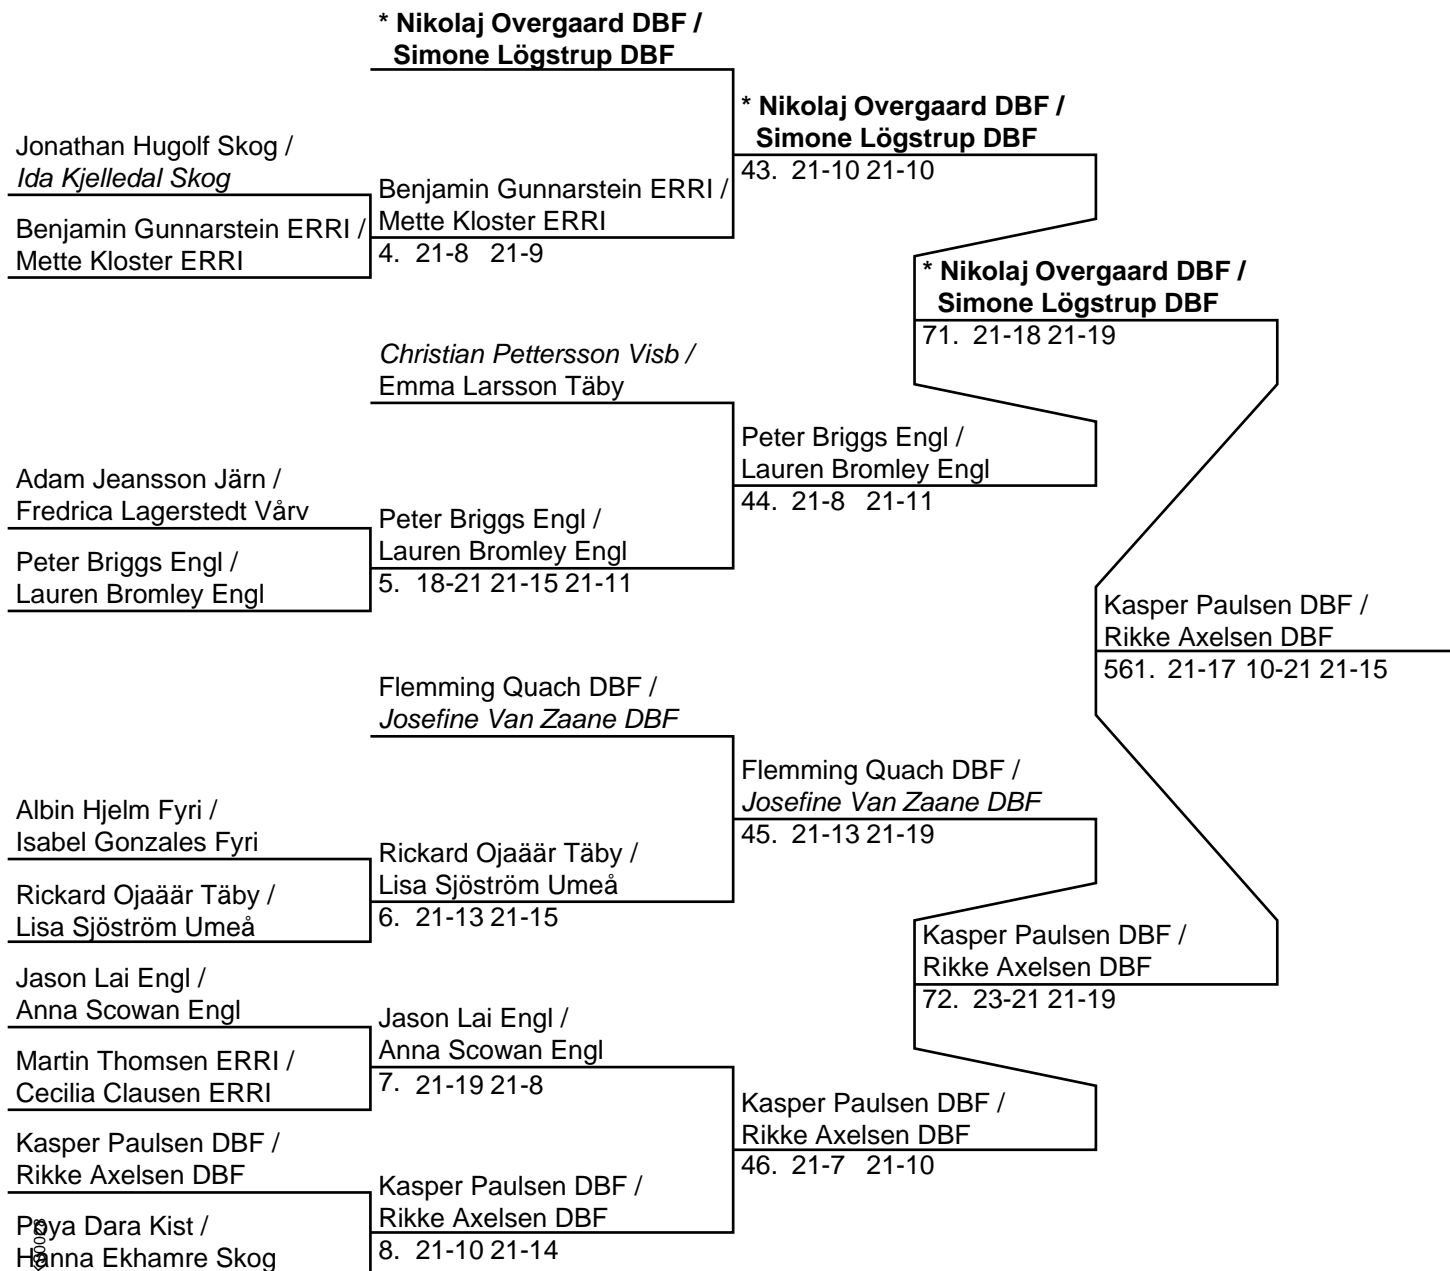 * Nikolaj Overgaard DBF /
Simone Lögstrup DBF
* Nikolaj Overgaard DBF /
Simone Lögstrup DBF
43. 21-10 21-10
Jonathan Hugolf Skog /
Ida Kjelledal Skog
Benjamin Gunnarstein ERRI /
Mette Kloster ERRI
4. 21-8 21-9
Benjamin Gunnarstein ERRI /
Mette Kloster ERRI
* Nikolaj Overgaard DBF /
Simone Lögstrup DBF
71. 21-18 21-19
Christian Pettersson Visb /
Emma Larsson Täby
Peter Briggs Engl /
Lauren Bromley Engl
44. 21-8 21-11
Adam Jeansson Järn /
Fredrica Lagerstedt Vårv
Peter Briggs Engl /
Lauren Bromley Engl
5. 18-21 21-15 21-11
Peter Briggs Engl /
Lauren Bromley Engl
Kasper Paulsen DBF /
Rikke Axelsen DBF
561. 21-17 10-21 21-15
Flemming Quach DBF /
Josefine Van Zaane DBF
Flemming Quach DBF /
Josefine Van Zaane DBF
45. 21-13 21-19
Albin Hjelm Fyri /
Isabel Gonzales Fyri
Rickard Ojaäär Täby /
Lisa Sjöström Umeå
6. 21-13 21-15
Rickard Ojaäär Täby /
Lisa Sjöström Umeå
Kasper Paulsen DBF /
Rikke Axelsen DBF
72. 23-21 21-19
Jason Lai Engl /
Anna Scowan Engl
Jason Lai Engl /
Anna Scowan Engl
7. 21-19 21-8
Martin Thomsen ERRI /
Cecilia Clausen ERRI
Kasper Paulsen DBF /
Rikke Axelsen DBF
46. 21-7 21-10
Kasper Paulsen DBF /
Rikke Axelsen DBF
Kasper Paulsen DBF /
Rikke Axelsen DBF
8. 21-10 21-14
Poya Dara Kist /
Hanna Ekhamre Skog